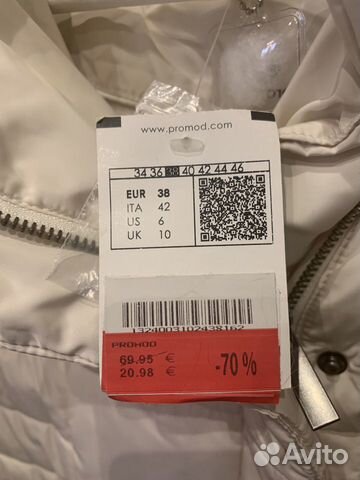 www.promod.com
34 36 38 40 42 44 46
EUR 38
ITA 42
US 6
UK 10
1324003102438162
PROMOD
69.95 €
20.98 €
-70%
Avito